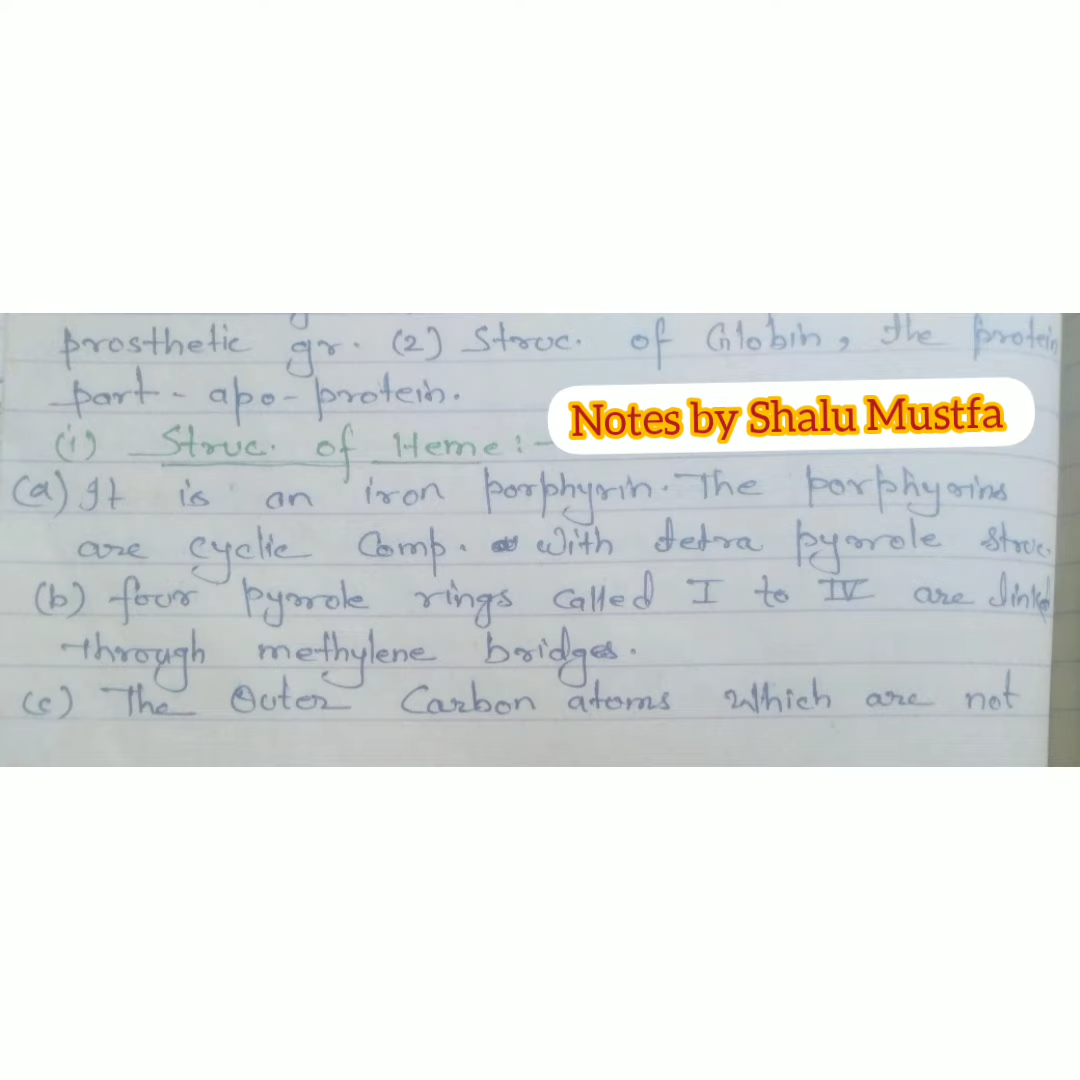 prosthetic gr. (2) Struc. of Globin, the protein
part - apo-protein.
Notes by Shalu Mustfa
(i) Struc. of Heme :-
(a) It is an iron porphyrin. The porphyrins
are cyclic Comp. with tetra pyrrole struc.
(b) four pyrrole rings called I to IV are linked
through methylene bridges.
(c) The Outer Carbon atoms which are not